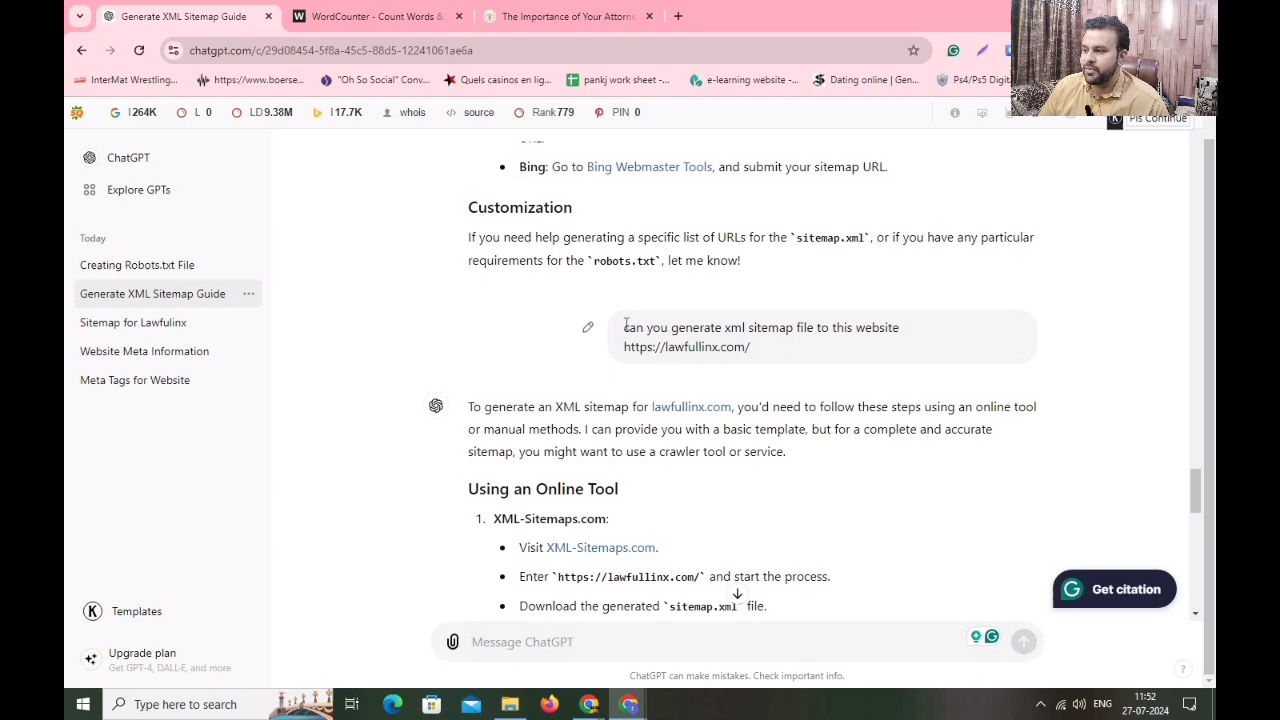 Generate XML Sitemap Guide
WordCounter - Count Words &
The Importance of Your Attorne
chatgpt.com/c/29d08454-5f8a-45c5-88d5-12241061ae6a
InterMat Wrestling...
https://www.boerse...
"Oh So Social" Conv...
Quels casinos en lig...
pankj work sheet -...
e-learning website -...
Dating online | Gen...
Ps4/Ps5 Digit
I 264K
L 0
LD 9.38M
I 17.7K
whois
source
Rank 779
PIN 0
Pls Continue
ChatGPT
Explore GPTs
Today
Creating Robots.txt File
Generate XML Sitemap Guide
Sitemap for Lawfulinx
Website Meta Information
Meta Tags for Website
Templates
Upgrade plan
Get GPT-4, DALL·E, and more
Bing: Go to Bing Webmaster Tools, and submit your sitemap URL.
Customization
If you need help generating a specific list of URLs for the `sitemap.xml`, or if you have any particular
requirements for the `robots.txt`, let me know!
can you generate xml sitemap file to this website
https://lawfullinx.com/
To generate an XML sitemap for lawfullinx.com, you'd need to follow these steps using an online tool
or manual methods. I can provide you with a basic template, but for a complete and accurate
sitemap, you might want to use a crawler tool or service.
Using an Online Tool
1. XML-Sitemaps.com:
Visit XML-Sitemaps.com.
Enter `https://lawfullinx.com/` and start the process.
Download the generated `sitemap.xml` file.
Get citation
Message ChatGPT
ChatGPT can make mistakes. Check important info.
?
Type here to search
ENG
11:52
27-07-2024